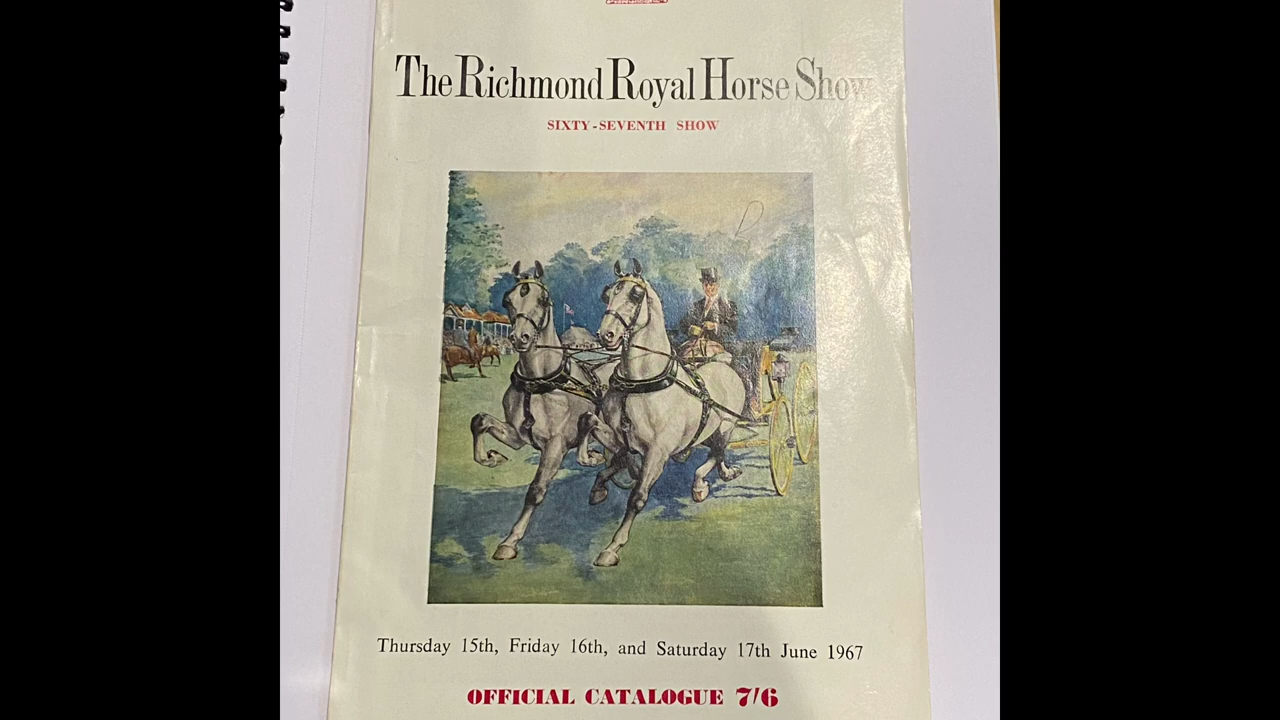 The Richmond Royal Horse Show
SIXTY-SEVENTH SHOW
Thursday 15th, Friday 16th, and Saturday 17th June 1967
OFFICIAL CATALOGUE 7/6